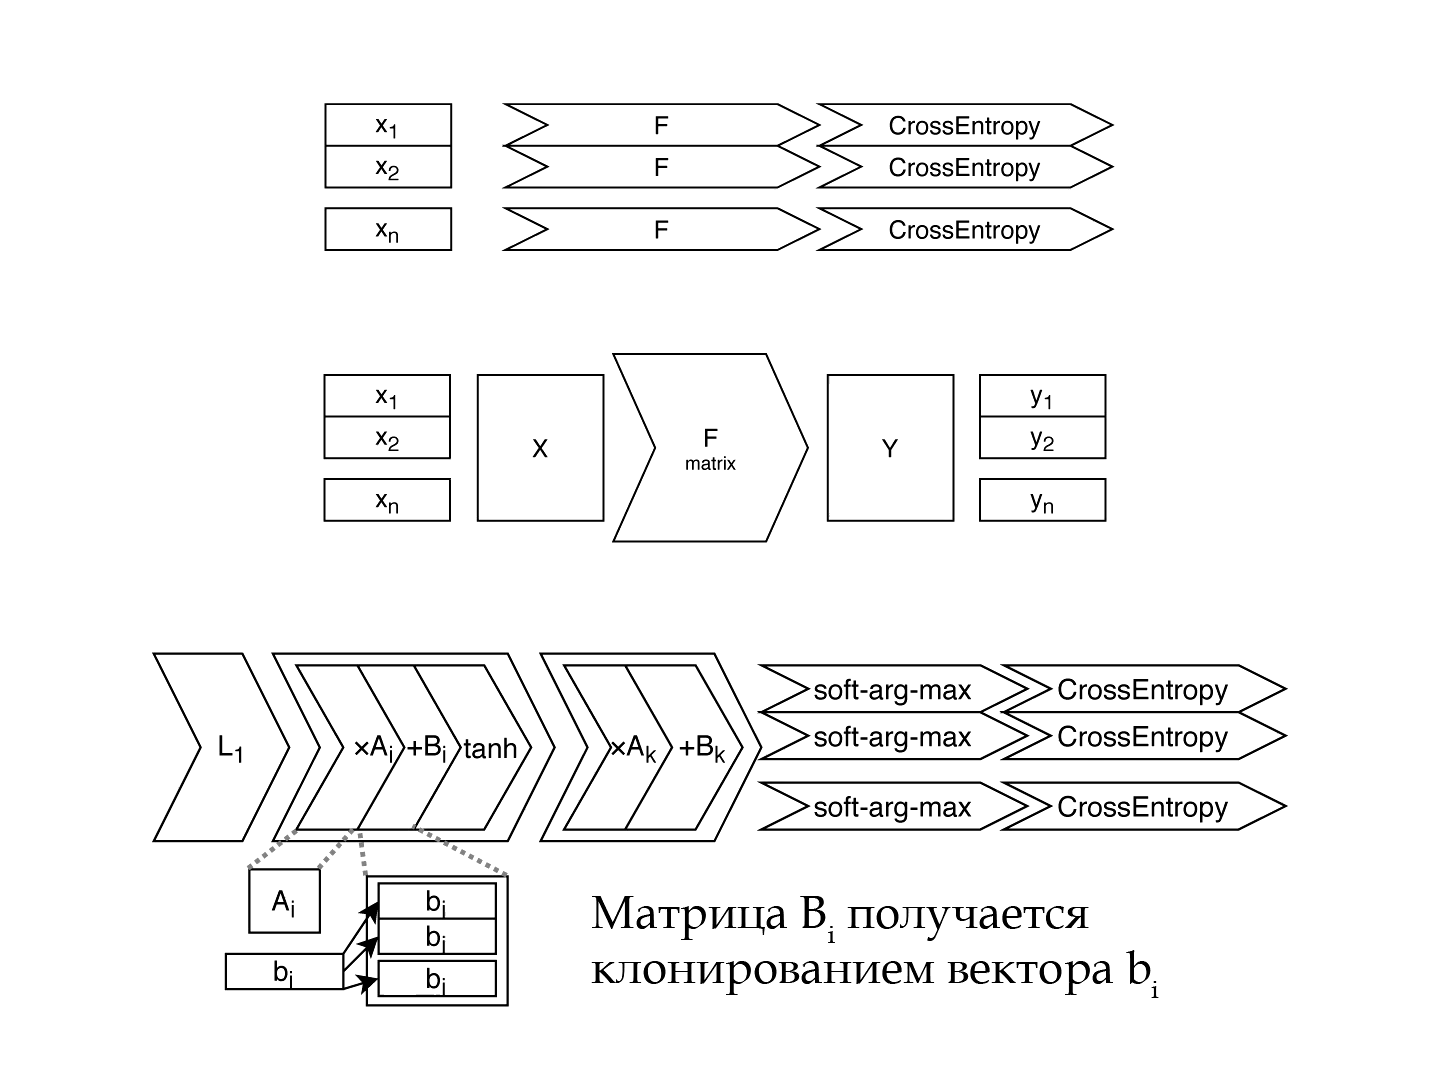 x₁ F CrossEntropy
x₂ F CrossEntropy
xₙ F CrossEntropy
x₁ y₁
x₂ X F Y y₂
matrix
xₙ yₙ
soft-arg-max CrossEntropy
L₁ ×Aᵢ +Bᵢ tanh ×Aₖ +Bₖ soft-arg-max CrossEntropy
soft-arg-max CrossEntropy
Aᵢ bᵢ
bᵢ
bᵢ bᵢ
Матрица Bᵢ получается
клонированием вектора bᵢ